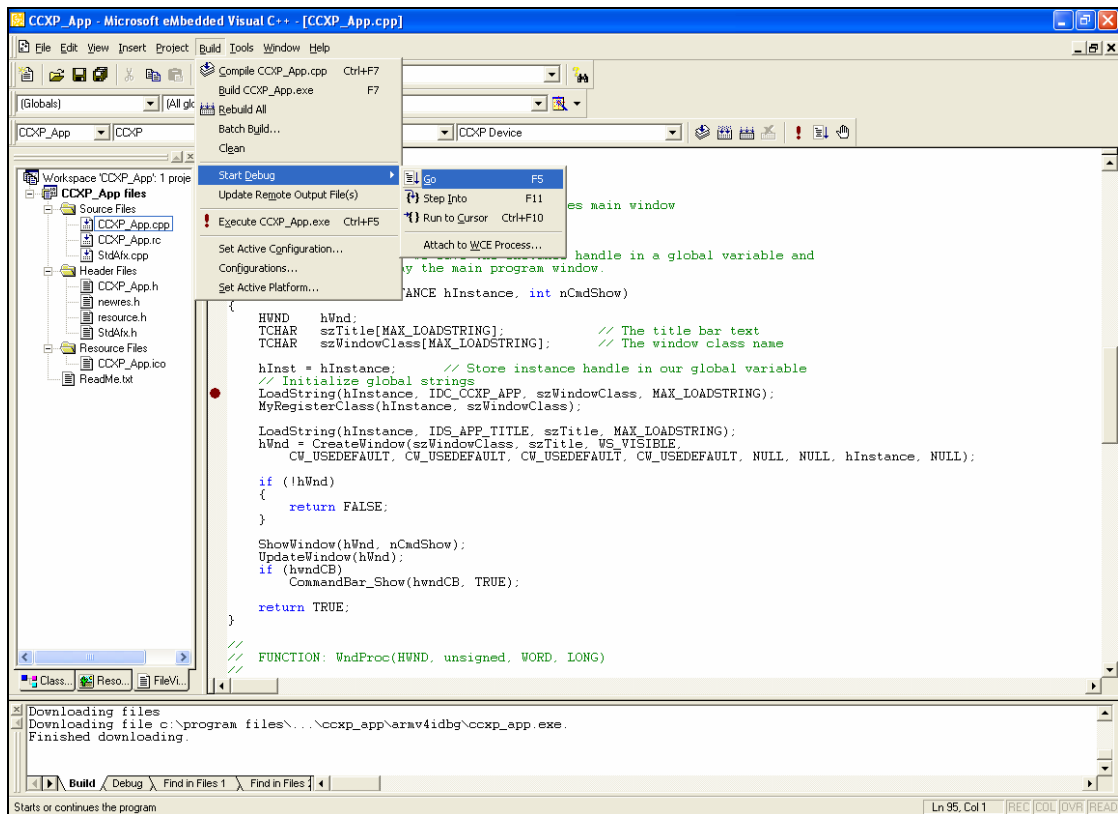 CCXP_App - Microsoft eMbedded Visual C++ - [CCXP_App.cpp]
File Edit View Insert Project Build Tools Window Help
(Globals) (All glo
CCXP_App CCXP CCXP Device
Compile CCXP_App.cpp Ctrl+F7
Build CCXP_App.exe F7
Rebuild All
Batch Build...
Clean
Start Debug
Update Remote Output File(s)
Execute CCXP_App.exe Ctrl+F5
Set Active Configuration...
Configurations...
Set Active Platform...
Go F5
Step Into F11
Run to Cursor Ctrl+F10
Attach to WCE Process...
Workspace 'CCXP_App': 1 proje
CCXP_App files
Source Files
CCXP_App.cpp
CCXP_App.rc
StdAfx.cpp
Header Files
CCXP_App.h
newres.h
resource.h
StdAfx.h
Resource Files
CCXP_App.ico
ReadMe.txt
Class... Reso... FileVi...
es main window
handle in a global variable and
y the main program window.
TANCE hInstance, int nCmdShow)
{
HWND hWnd;
TCHAR szTitle[MAX_LOADSTRING]; // The title bar text
TCHAR szWindowClass[MAX_LOADSTRING]; // The window class name
hInst = hInstance; // Store instance handle in our global variable
// Initialize global strings
LoadString(hInstance, IDC_CCXP_APP, szWindowClass, MAX_LOADSTRING);
MyRegisterClass(hInstance, szWindowClass);
LoadString(hInstance, IDS_APP_TITLE, szTitle, MAX_LOADSTRING);
hWnd = CreateWindow(szWindowClass, szTitle, WS_VISIBLE,
CW_USEDEFAULT, CW_USEDEFAULT, CW_USEDEFAULT, CW_USEDEFAULT, NULL, NULL, hInstance, NULL);
if (!hWnd)
{
return FALSE;
}
ShowWindow(hWnd, nCmdShow);
UpdateWindow(hWnd);
if (hwndCB)
CommandBar_Show(hwndCB, TRUE);
return TRUE;
}
//
// FUNCTION: WndProc(HWND, unsigned, WORD, LONG)
//
Downloading files
Downloading file c:\program files\...\ccxp_app\armv4idbg\ccxp_app.exe.
Finished downloading.
Build Debug Find in Files 1 Find in Files 2
Starts or continues the program Ln 95, Col 1 REC COL OVR READ